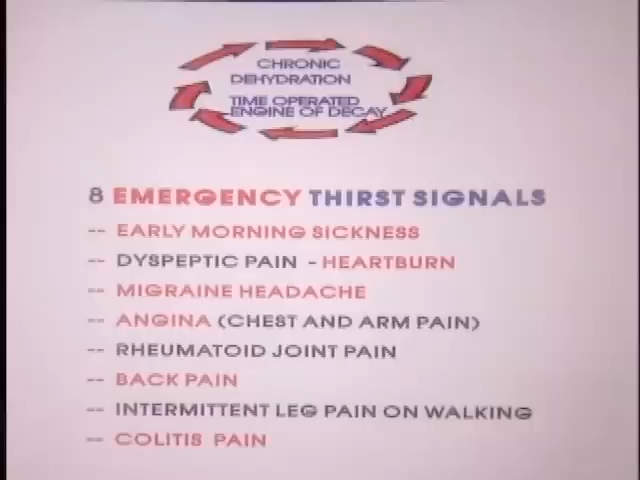 CHRONIC
DEHYDRATION
TIME OPERATED
ENGINE OF DECAY
8 EMERGENCY THIRST SIGNALS
-- EARLY MORNING SICKNESS
-- DYSPEPTIC PAIN - HEARTBURN
-- MIGRAINE HEADACHE
-- ANGINA (CHEST AND ARM PAIN)
-- RHEUMATOID JOINT PAIN
-- BACK PAIN
-- INTERMITTENT LEG PAIN ON WALKING
-- COLITIS PAIN